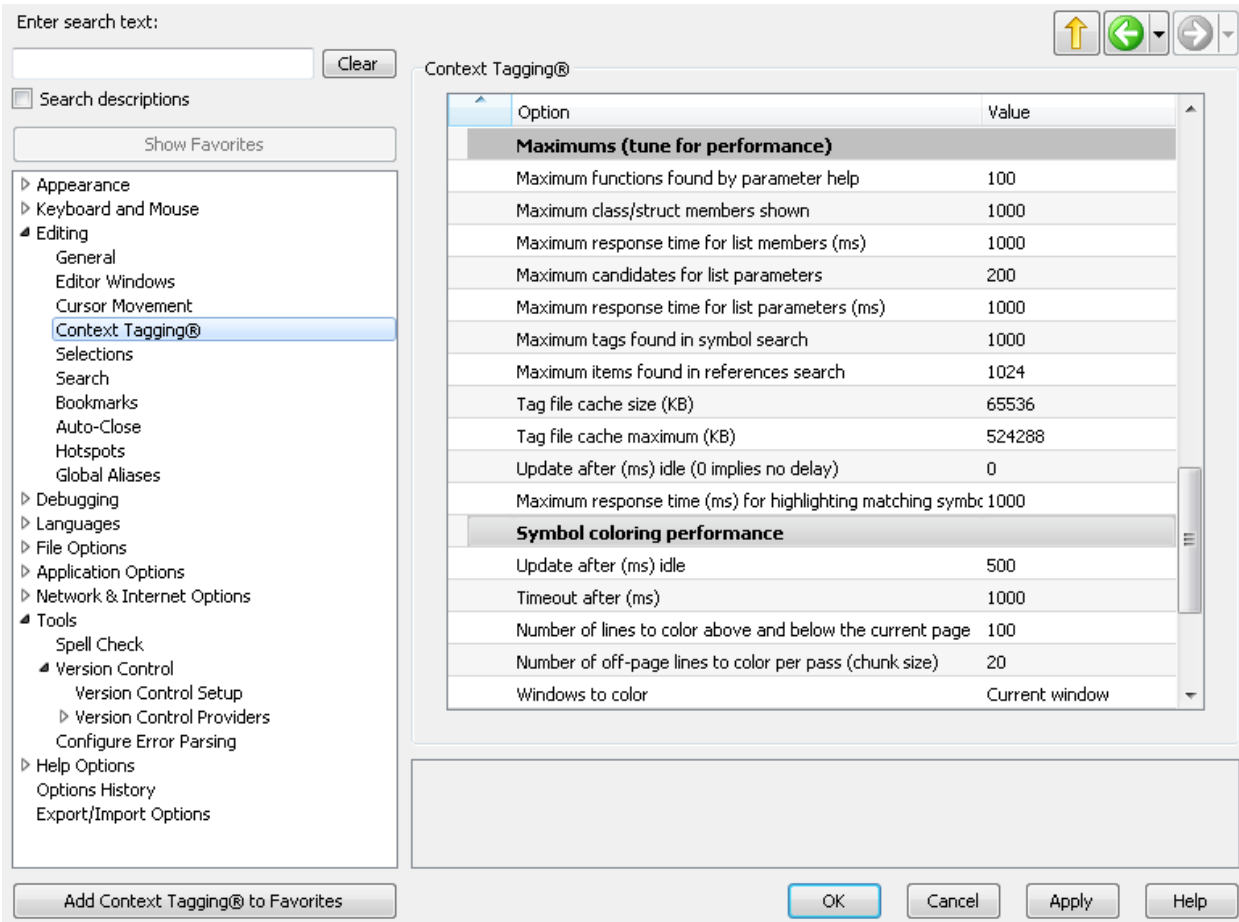 Enter search text:
Clear
Search descriptions
Show Favorites
Appearance
Keyboard and Mouse
Editing
General
Editor Windows
Cursor Movement
Context Tagging®
Selections
Search
Bookmarks
Auto-Close
Hotspots
Global Aliases
Debugging
Languages
File Options
Application Options
Network & Internet Options
Tools
Spell Check
Version Control
Version Control Setup
Version Control Providers
Configure Error Parsing
Help Options
Options History
Export/Import Options
Add Context Tagging® to Favorites
Context Tagging®
Option Value
Maximums (tune for performance)
Maximum functions found by parameter help 100
Maximum class/struct members shown 1000
Maximum response time for list members (ms) 1000
Maximum candidates for list parameters 200
Maximum response time for list parameters (ms) 1000
Maximum tags found in symbol search 1000
Maximum items found in references search 1024
Tag file cache size (KB) 65536
Tag file cache maximum (KB) 524288
Update after (ms) idle (0 implies no delay) 0
Maximum response time (ms) for highlighting matching symbc 1000
Symbol coloring performance
Update after (ms) idle 500
Timeout after (ms) 1000
Number of lines to color above and below the current page 100
Number of off-page lines to color per pass (chunk size) 20
Windows to color Current window
OK Cancel Apply Help